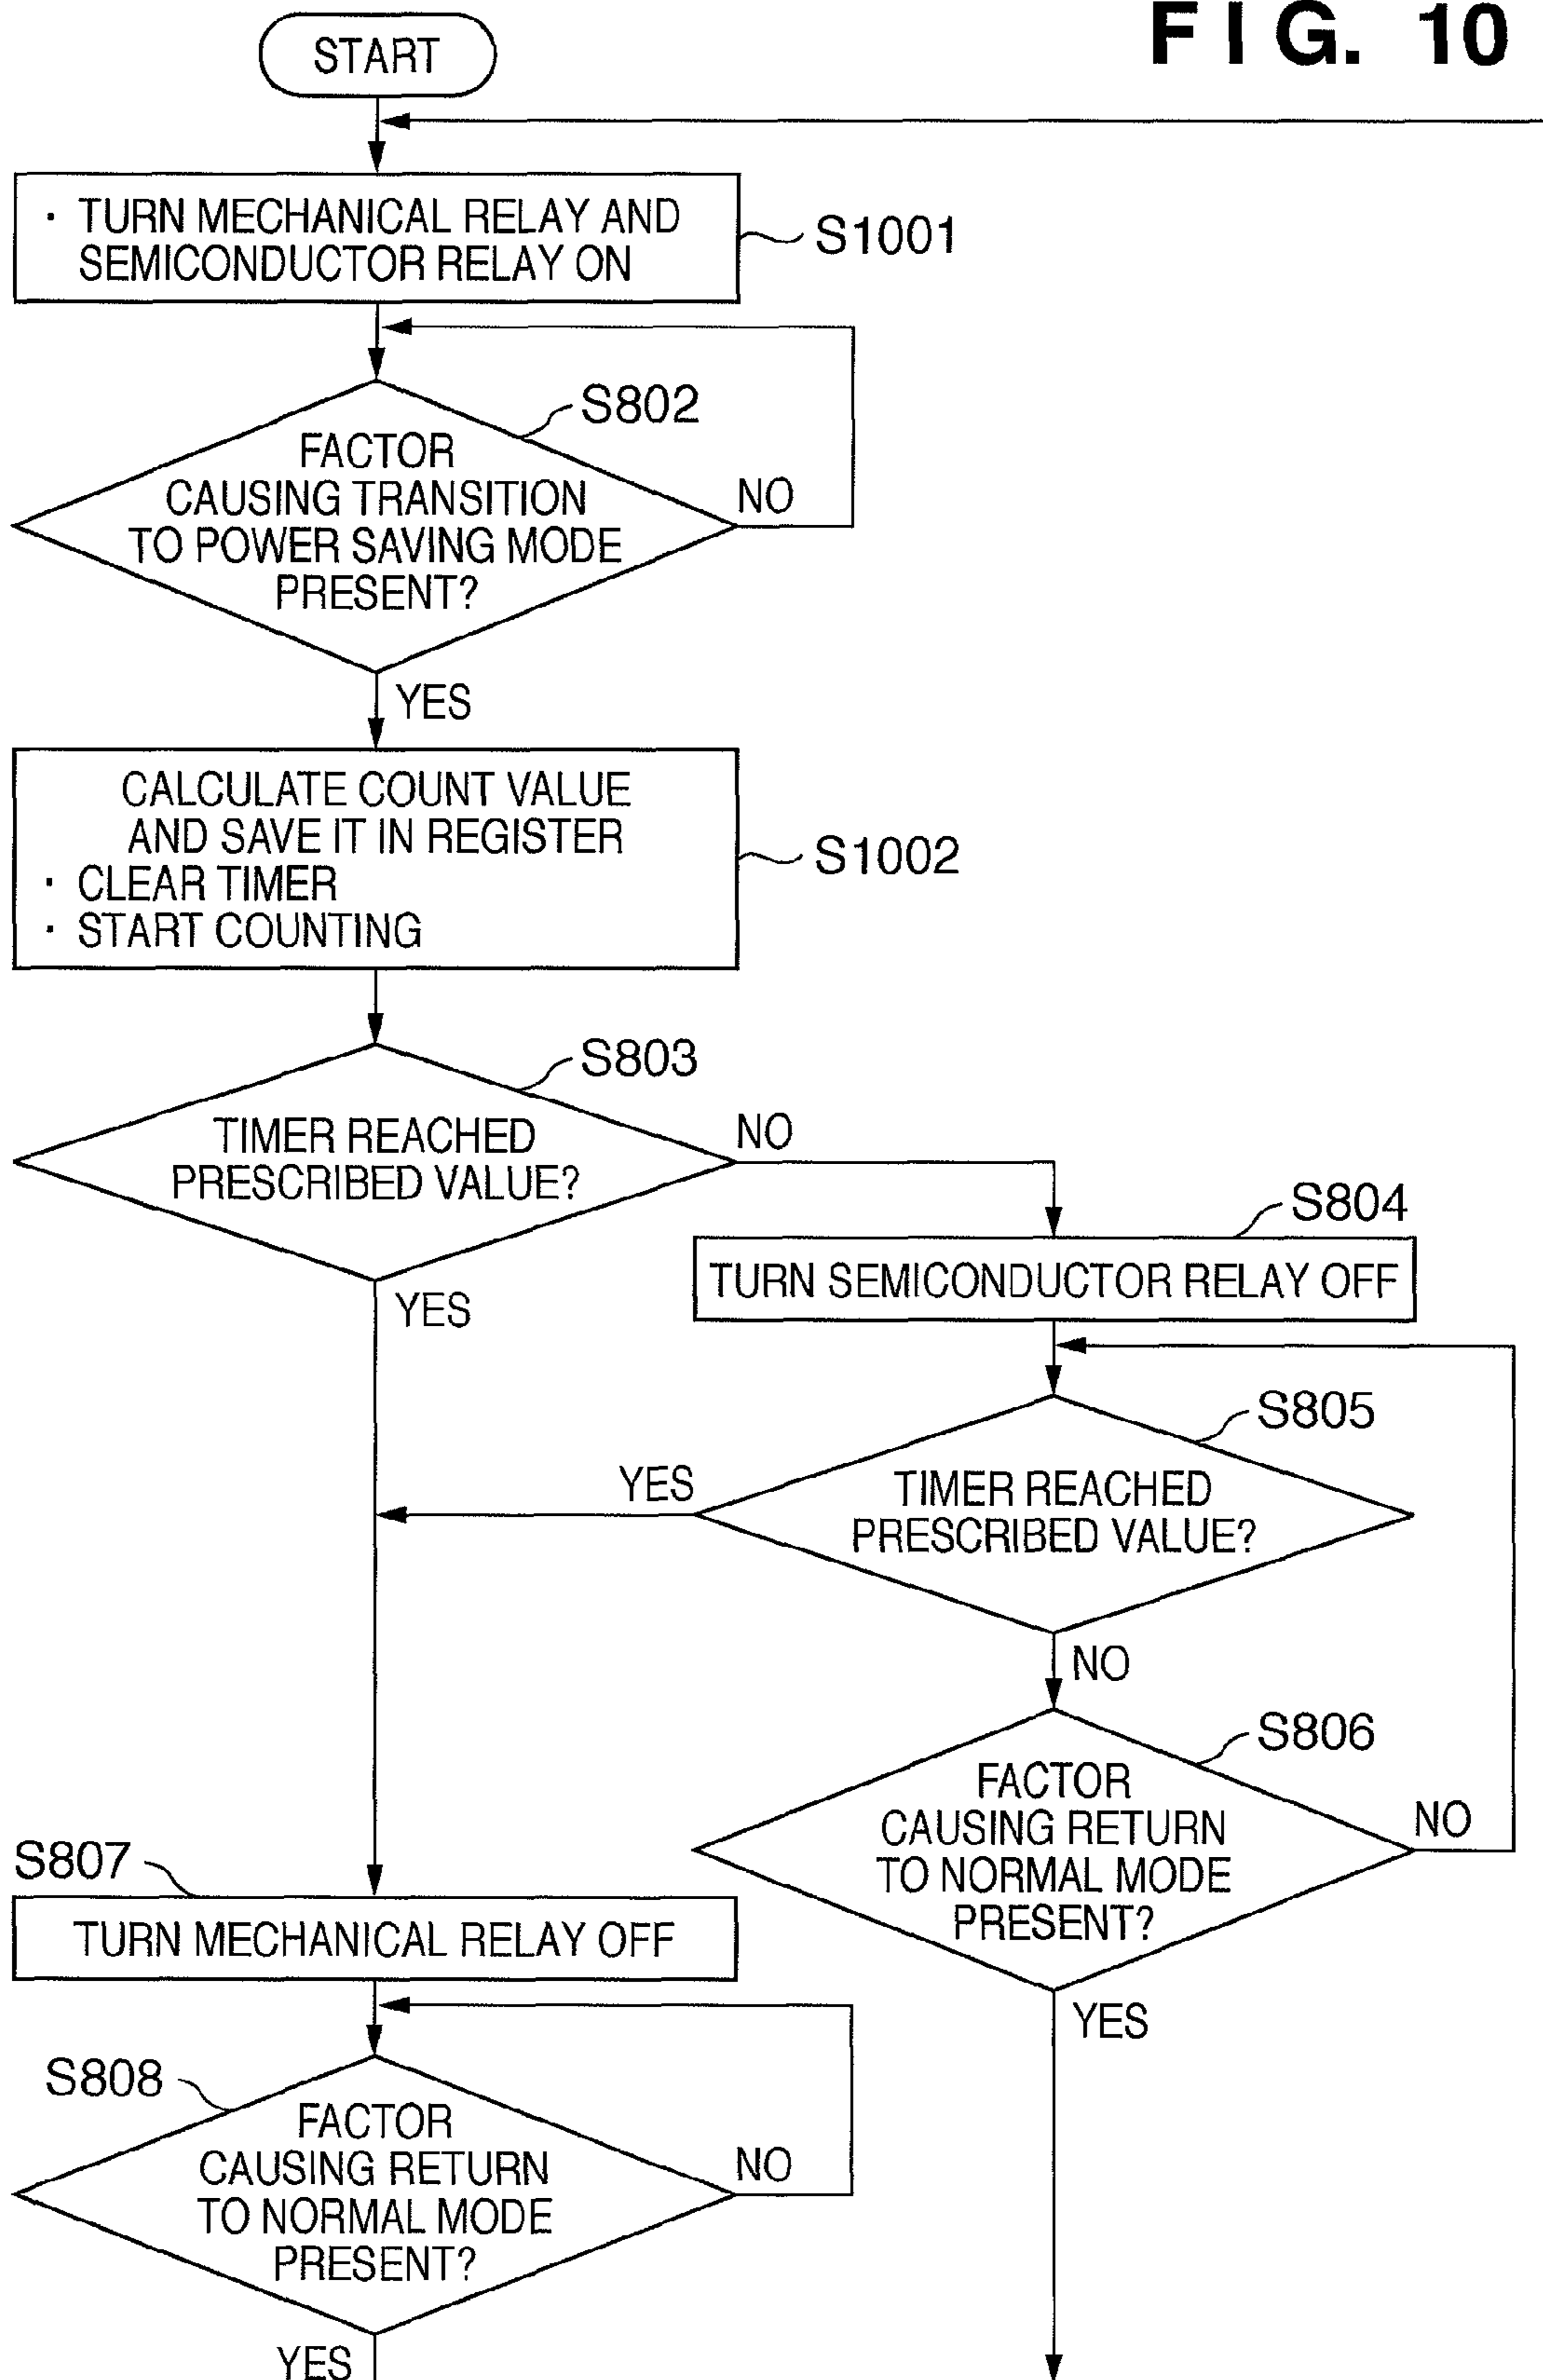 FIG. 10
START
· TURN MECHANICAL RELAY AND
SEMICONDUCTOR RELAY ON
S1001
S802
FACTOR
CAUSING TRANSITION
TO POWER SAVING MODE
PRESENT?
NO
YES
CALCULATE COUNT VALUE
AND SAVE IT IN REGISTER
· CLEAR TIMER
· START COUNTING
S1002
S803
TIMER REACHED
PRESCRIBED VALUE?
NO
YES
S804
TURN SEMICONDUCTOR RELAY OFF
S805
TIMER REACHED
PRESCRIBED VALUE?
YES
NO
S806
FACTOR
CAUSING RETURN
TO NORMAL MODE
PRESENT?
NO
YES
S807
TURN MECHANICAL RELAY OFF
S808
FACTOR
CAUSING RETURN
TO NORMAL MODE
PRESENT?
NO
YES